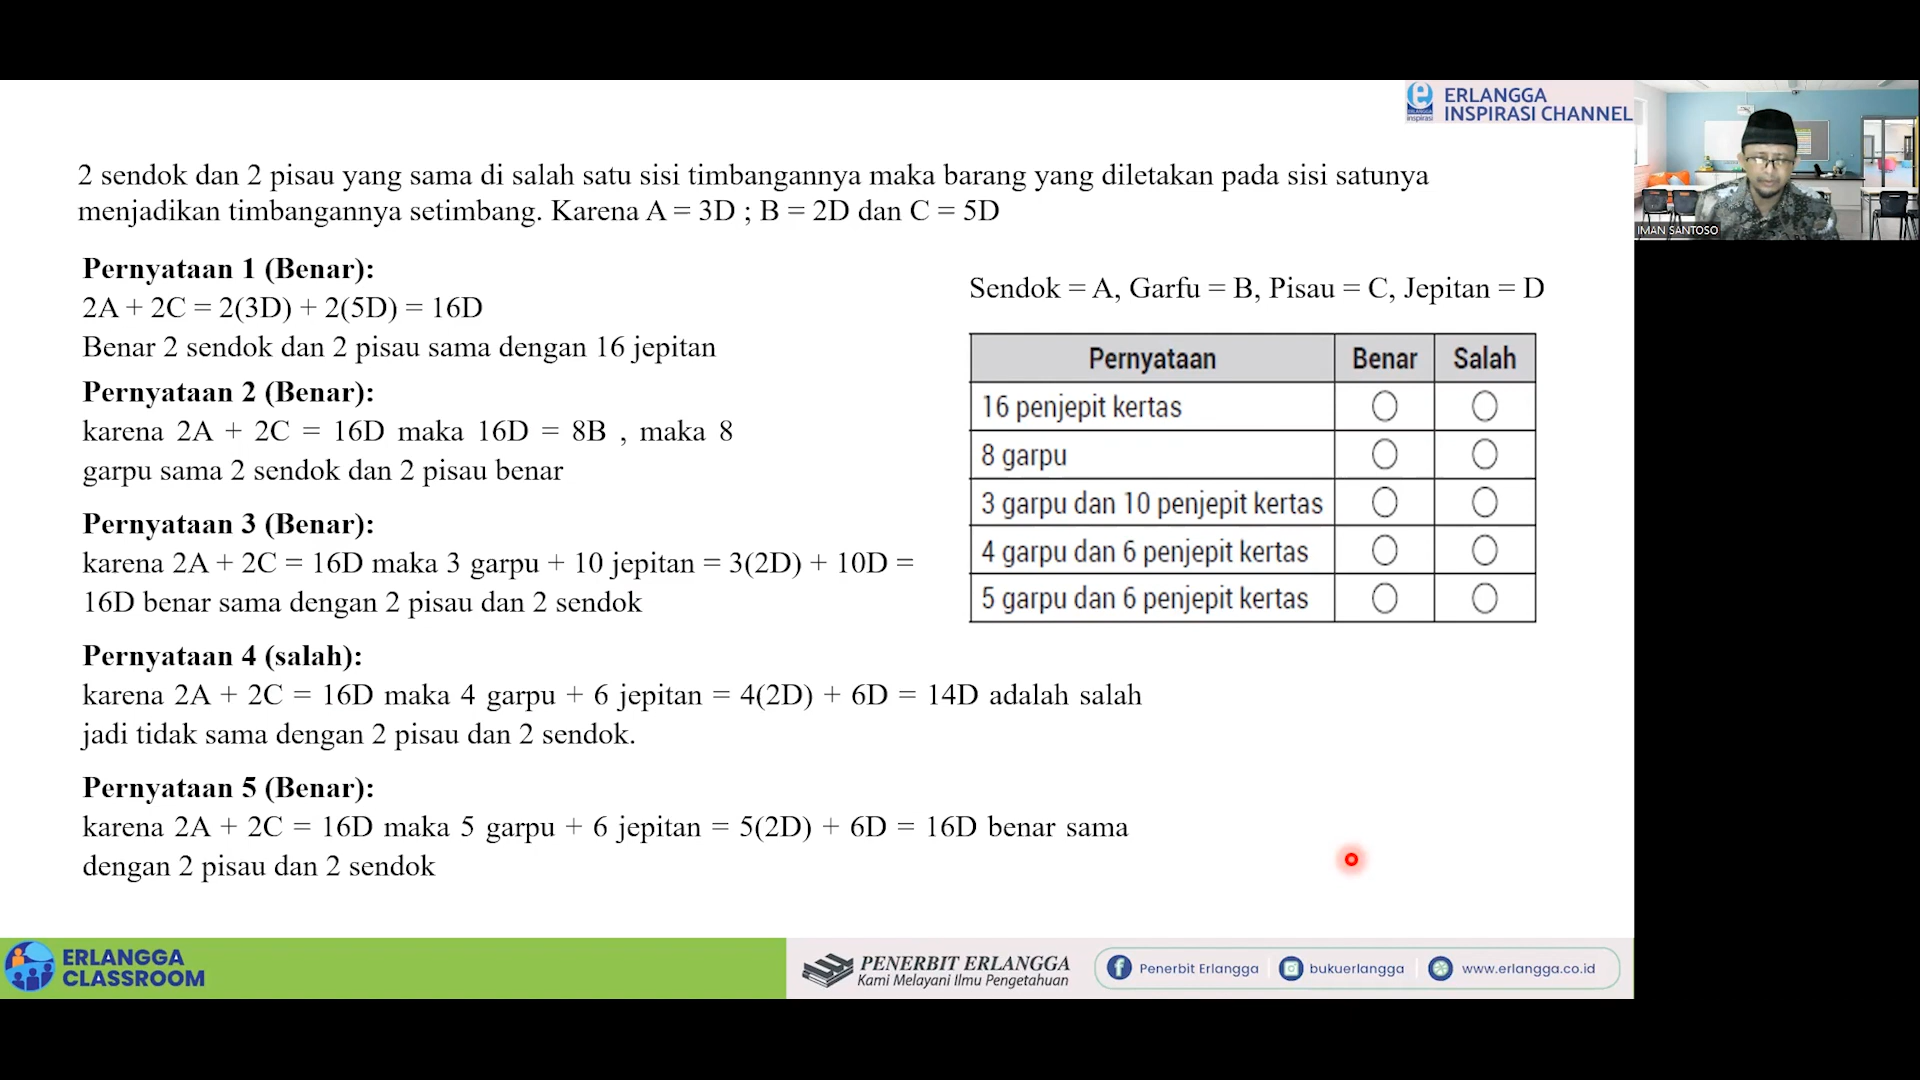 ERLANGGA
INSPIRASI CHANNEL
inspirasi
IMAN SANTOSO
2 sendok dan 2 pisau yang sama di salah satu sisi timbangannya maka barang yang diletakan pada sisi satunya
menjadikan timbangannya setimbang. Karena A = 3D ; B = 2D dan C = 5D
Pernyataan 1 (Benar):
2A + 2C = 2(3D) + 2(5D) = 16D
Benar 2 sendok dan 2 pisau sama dengan 16 jepitan
Pernyataan 2 (Benar):
karena 2A + 2C = 16D maka 16D = 8B , maka 8
garpu sama 2 sendok dan 2 pisau benar
Pernyataan 3 (Benar):
karena 2A + 2C = 16D maka 3 garpu + 10 jepitan = 3(2D) + 10D =
16D benar sama dengan 2 pisau dan 2 sendok
Pernyataan 4 (salah):
karena 2A + 2C = 16D maka 4 garpu + 6 jepitan = 4(2D) + 6D = 14D adalah salah
jadi tidak sama dengan 2 pisau dan 2 sendok.
Pernyataan 5 (Benar):
karena 2A + 2C = 16D maka 5 garpu + 6 jepitan = 5(2D) + 6D = 16D benar sama
dengan 2 pisau dan 2 sendok
Sendok = A, Garfu = B, Pisau = C, Jepitan = D
Pernyataan Benar Salah
16 penjepit kertas
8 garpu
3 garpu dan 10 penjepit kertas
4 garpu dan 6 penjepit kertas
5 garpu dan 6 penjepit kertas
ERLANGGA
CLASSROOM
PENERBIT ERLANGGA
Kami Melayani Ilmu Pengetahuan
Penerbit Erlangga
bukuerlangga
www.erlangga.co.id